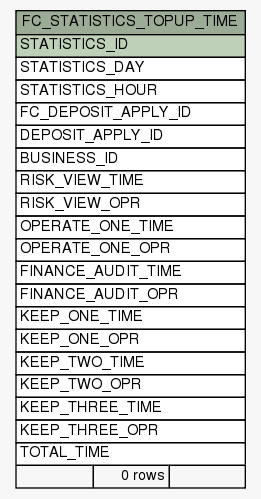 FC_STATISTICS_TOPUP_TIME
STATISTICS_ID
STATISTICS_DAY
STATISTICS_HOUR
FC_DEPOSIT_APPLY_ID
DEPOSIT_APPLY_ID
BUSINESS_ID
RISK_VIEW_TIME
RISK_VIEW_OPR
OPERATE_ONE_TIME
OPERATE_ONE_OPR
FINANCE_AUDIT_TIME
FINANCE_AUDIT_OPR
KEEP_ONE_TIME
KEEP_ONE_OPR
KEEP_TWO_TIME
KEEP_TWO_OPR
KEEP_THREE_TIME
KEEP_THREE_OPR
TOTAL_TIME
0 rows